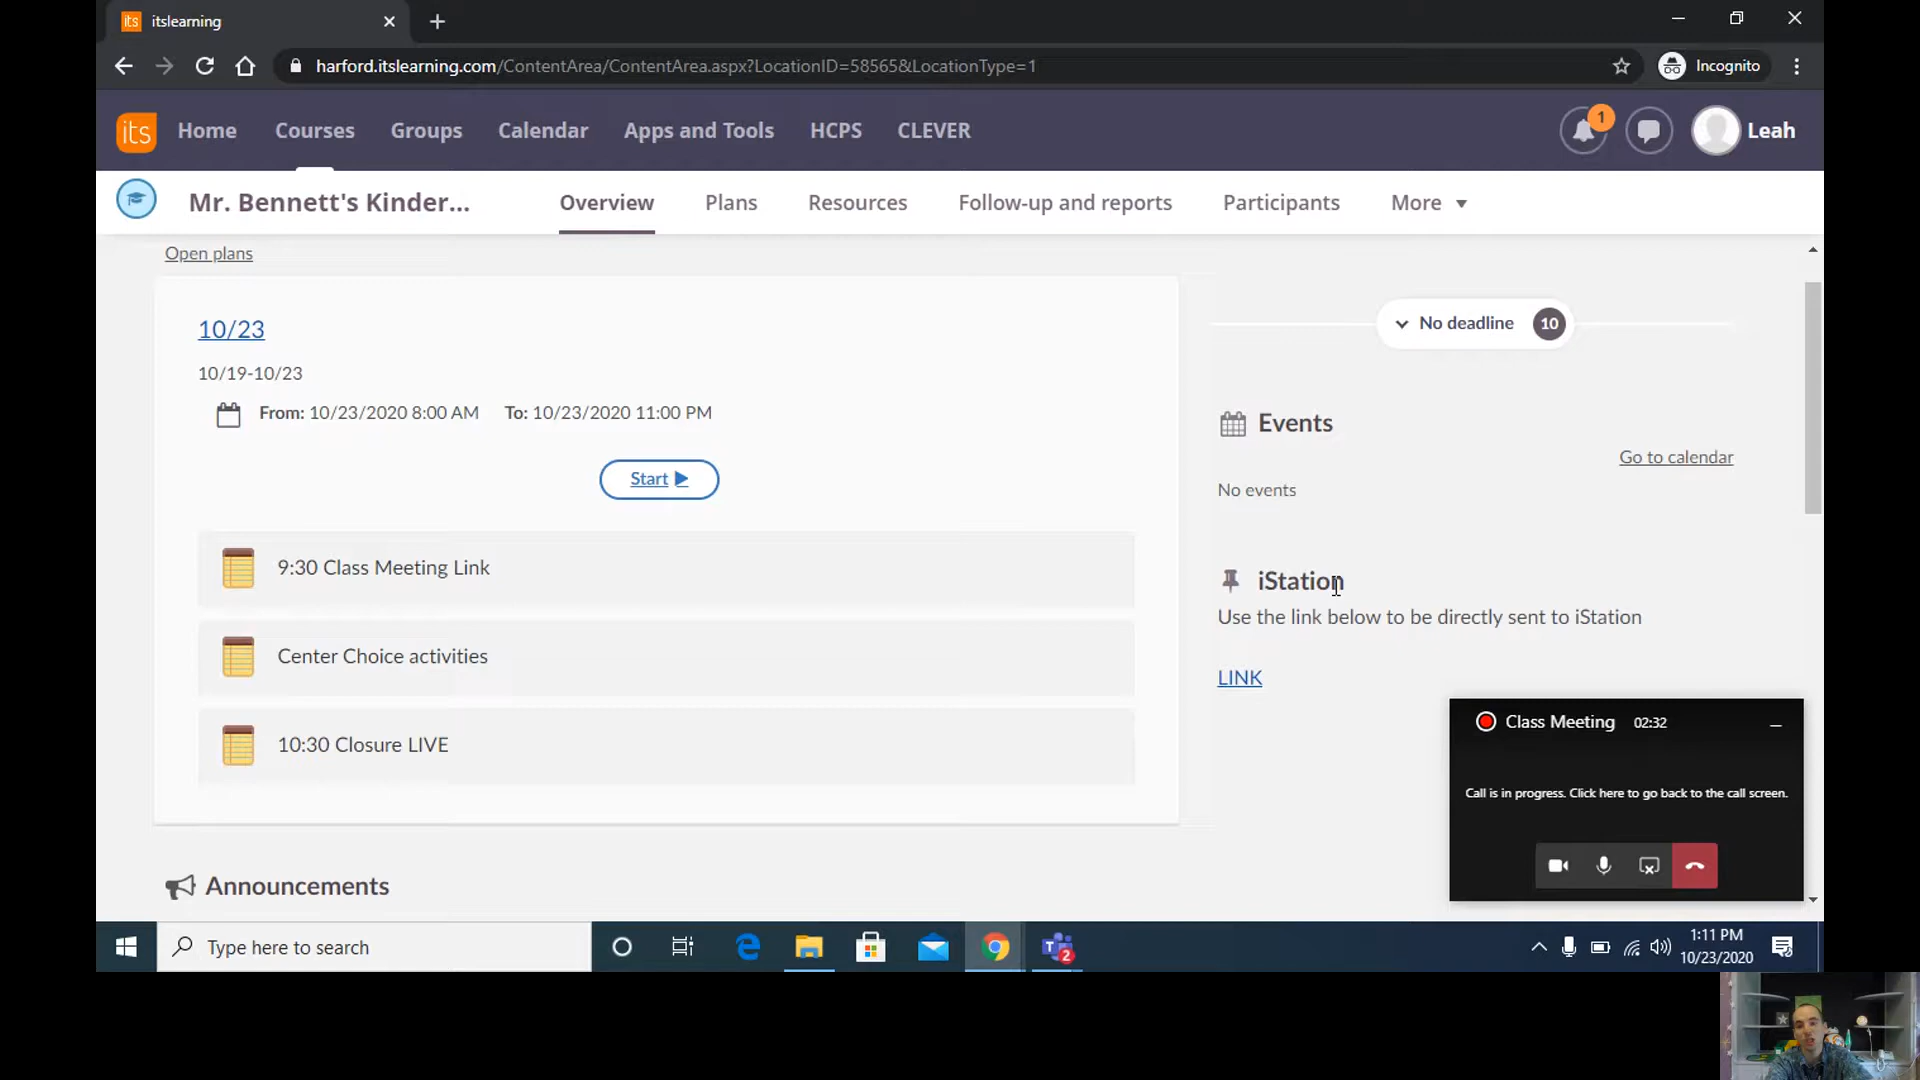 its itslearning
harford.itslearning.com/ContentArea/ContentArea.aspx?LocationID=58565&LocationType=1
Incognito
its Home Courses Groups Calendar Apps and Tools HCPS CLEVER 1 Leah
Mr. Bennett's Kinder... Overview Plans Resources Follow-up and reports Participants More
Open plans
10/23
10/19-10/23
From: 10/23/2020 8:00 AM To: 10/23/2020 11:00 PM
Start
9:30 Class Meeting Link
Center Choice activities
10:30 Closure LIVE
Announcements
No deadline 10
Events
Go to calendar
No events
iStation
Use the link below to be directly sent to iStation
LINK
Class Meeting 02:32
Call is in progress. Click here to go back to the call screen.
Type here to search
2
1:11 PM
10/23/2020